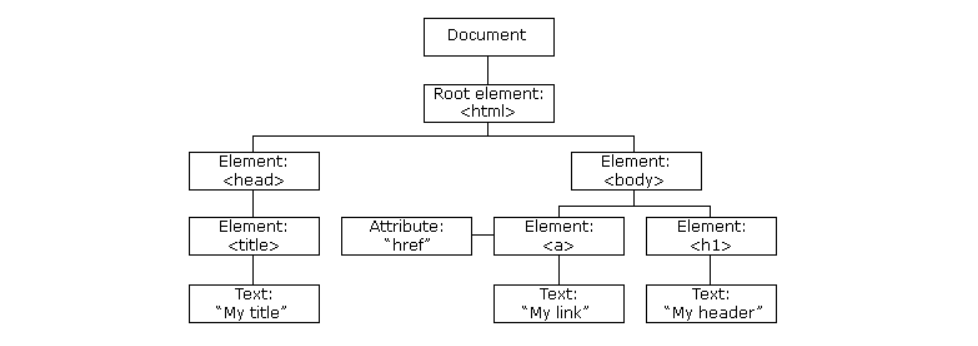 Document
Root element:
<html>
Element:
<head>
Element:
<body>
Element:
<title>
Attribute:
“href”
Element:
<a>
Element:
<h1>
Text:
“My title”
Text:
“My link”
Text:
“My header”